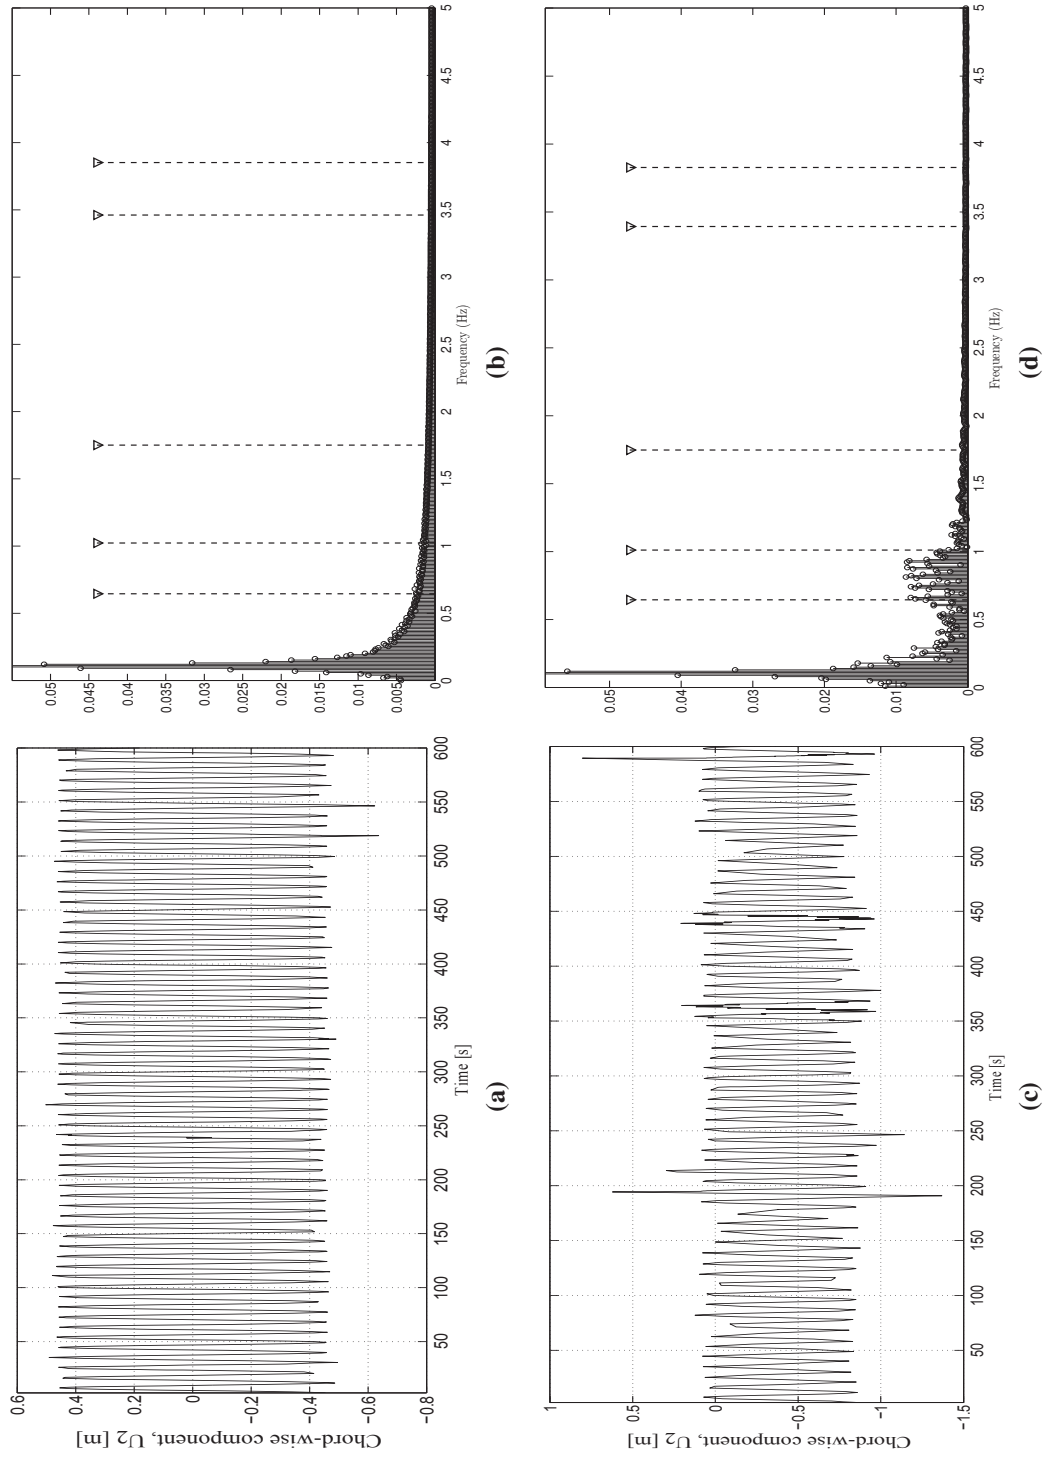 Chord-wise component, U2 [m]
0.6
0.4
0.2
0
−0.2
−0.4
−0.6
−0.8
50 100 150 200 250 300 350 400 450 500 550 600
Time [s]
(a)
0.05
0.045
0.04
0.035
0.03
0.025
0.02
0.015
0.01
0.005
0
0 0.5 1 1.5 2 2.5 3 3.5 4 4.5 5
Frequency (Hz)
(b)
Chord-wise component, U2 [m]
1
0.5
0
−0.5
−1
−1.5
50 100 150 200 250 300 350 400 450 500 550 600
Time [s]
(c)
0.05
0.04
0.03
0.02
0.01
0
0 0.5 1 1.5 2 2.5 3 3.5 4 4.5 5
Frequency (Hz)
(d)